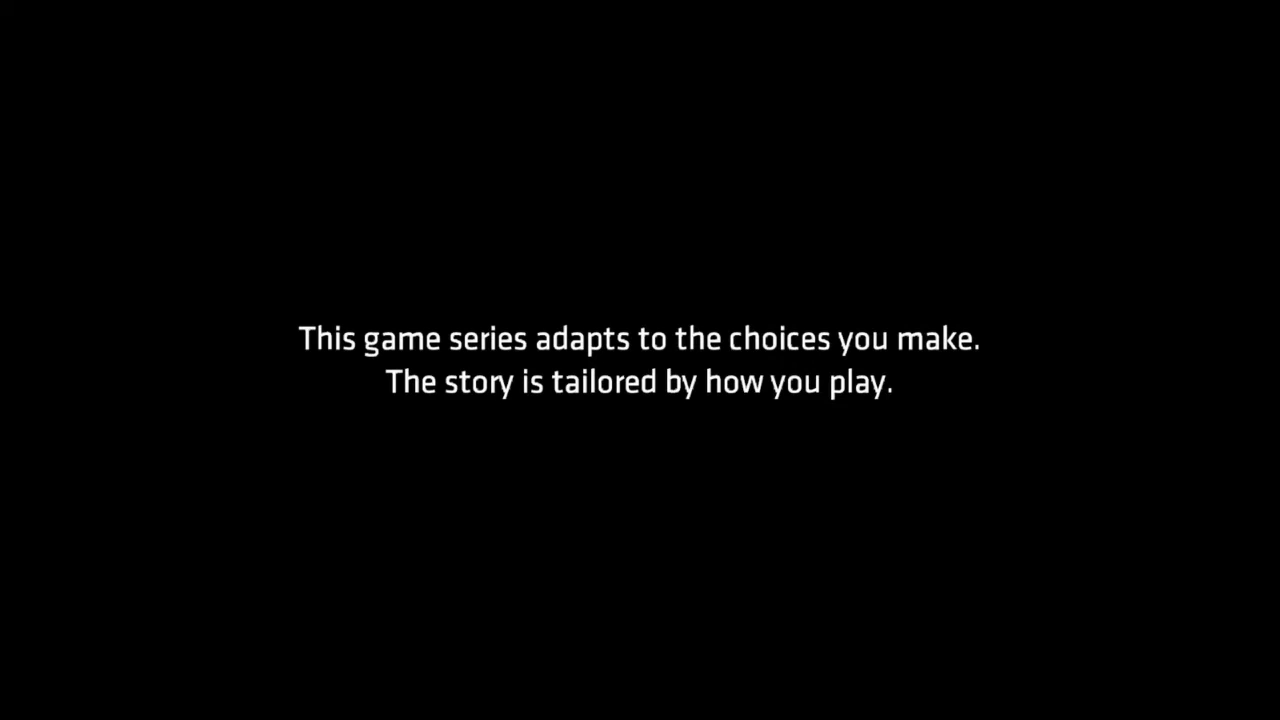 This game series adapts to the choices you make.
The story is tailored by how you play.